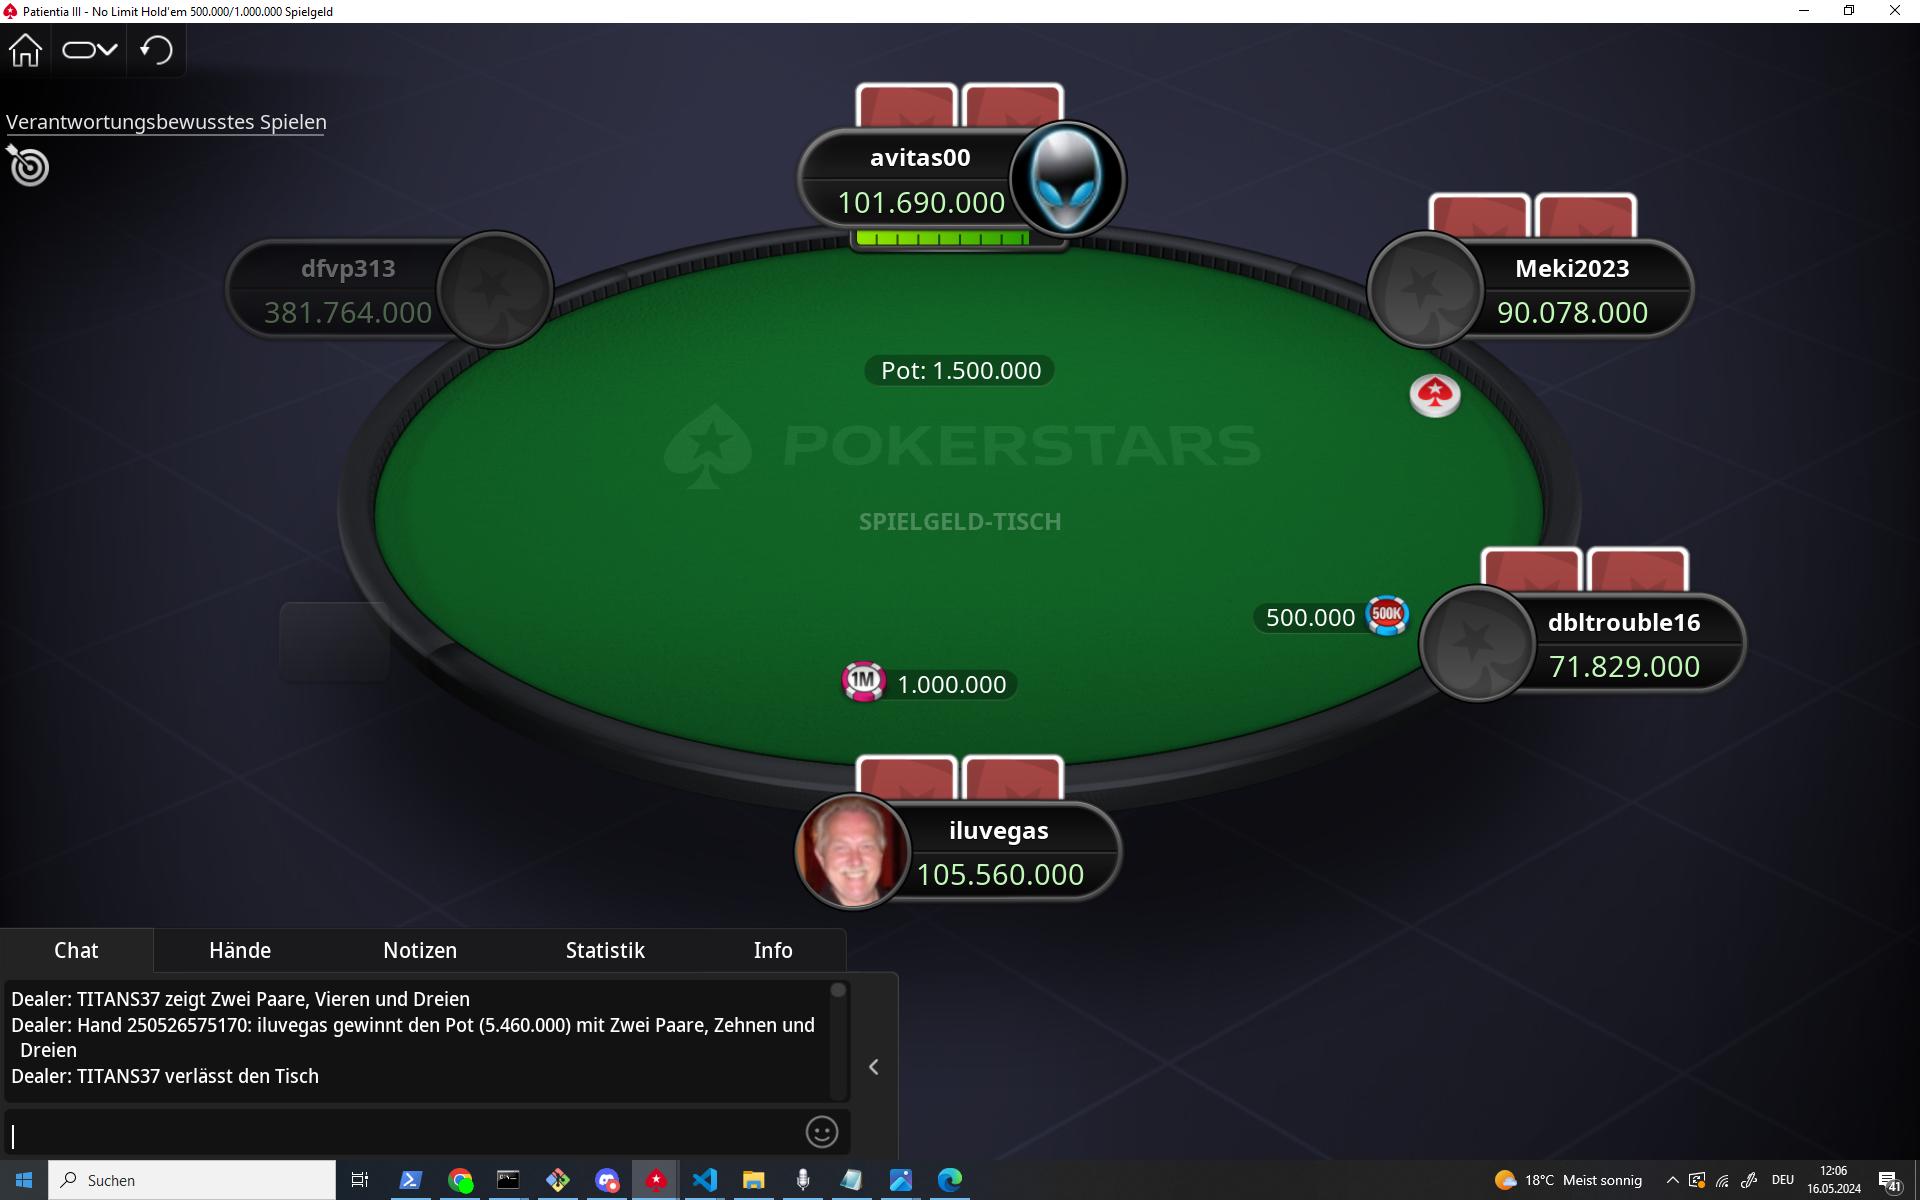 Patientia III - No Limit Hold'em 500.000/1.000.000 Spielgeld
Verantwortungsbewusstes Spielen
avitas00
101.690.000
dfvp313
381.764.000
Meki2023
90.078.000
Pot: 1.500.000
POKERSTARS
SPIELGELD-TISCH
500.000
500K
dbltrouble16
71.829.000
1M
1.000.000
iluvegas
105.560.000
Chat
Hände
Notizen
Statistik
Info
Dealer: TITANS37 zeigt Zwei Paare, Vieren und Dreien
Dealer: Hand 250526575170: iluvegas gewinnt den Pot (5.460.000) mit Zwei Paare, Zehnen und
Dreien
Dealer: TITANS37 verlässt den Tisch
Suchen
18°C Meist sonnig
DEU
12:06
16.05.2024
41